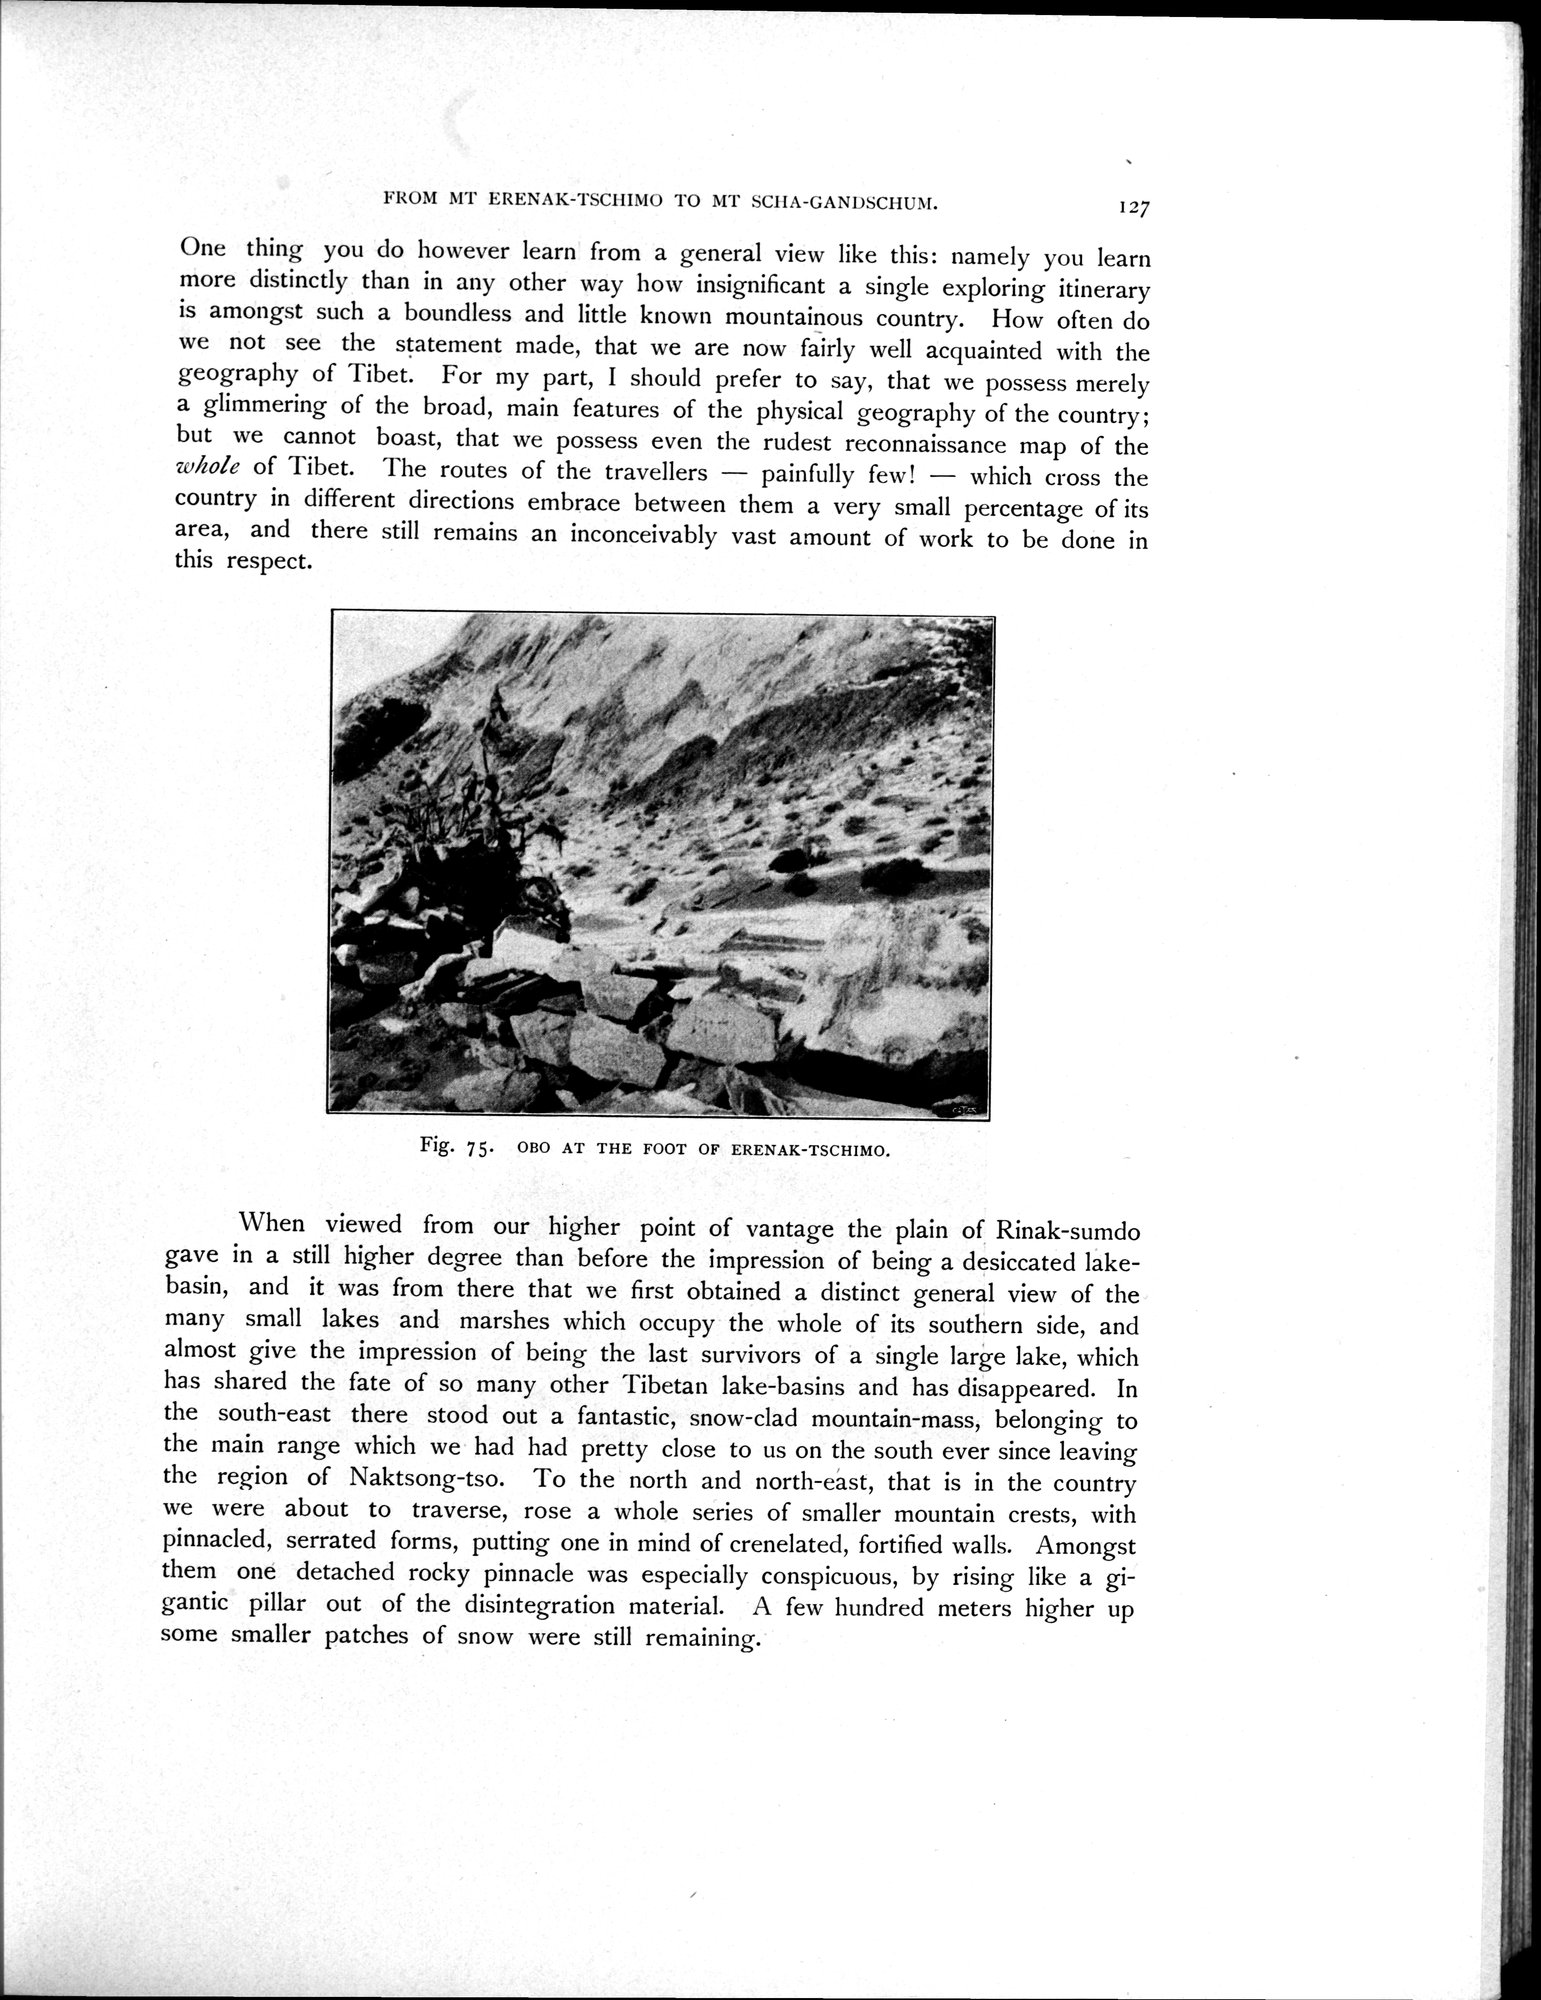 FROM MT ERENAK-TSCHIMO TO MT SCHA-GANDSCHUM. 127
One thing you do however learn from a general view like this: namely you learn
more distinctly than in any other way how insignificant a single exploring itinerary
is amongst such a boundless and little known mountainous country. How often do
we not see the statement made, that we are now fairly well acquainted with the
geography of Tibet. For my part, I should prefer to say, that we possess merely
a glimmering of the broad, main features of the physical geography of the country;
but we cannot boast, that we possess even the rudest reconnaissance map of the
whole of Tibet. The routes of the travellers — painfully few! — which cross the
country in different directions embrace between them a very small percentage of its
area, and there still remains an inconceivably vast amount of work to be done in
this respect.
Fig. 75. OBO AT THE FOOT OF ERENAK-TSCHIMO.
When viewed from our higher point of vantage the plain of Rinak-sumdo
gave in a still higher degree than before the impression of being a desiccated lake-
basin, and it was from there that we first obtained a distinct general view of the
many small lakes and marshes which occupy the whole of its southern side, and
almost give the impression of being the last survivors of a single large lake, which
has shared the fate of so many other Tibetan lake-basins and has disappeared. In
the south-east there stood out a fantastic, snow-clad mountain-mass, belonging to
the main range which we had had pretty close to us on the south ever since leaving
the region of Naktsong-tso. To the north and north-east, that is in the country
we were about to traverse, rose a whole series of smaller mountain crests, with
pinnacled, serrated forms, putting one in mind of crenelated, fortified walls. Amongst
them one detached rocky pinnacle was especially conspicuous, by rising like a gi-
gantic pillar out of the disintegration material. A few hundred meters higher up
some smaller patches of snow were still remaining.